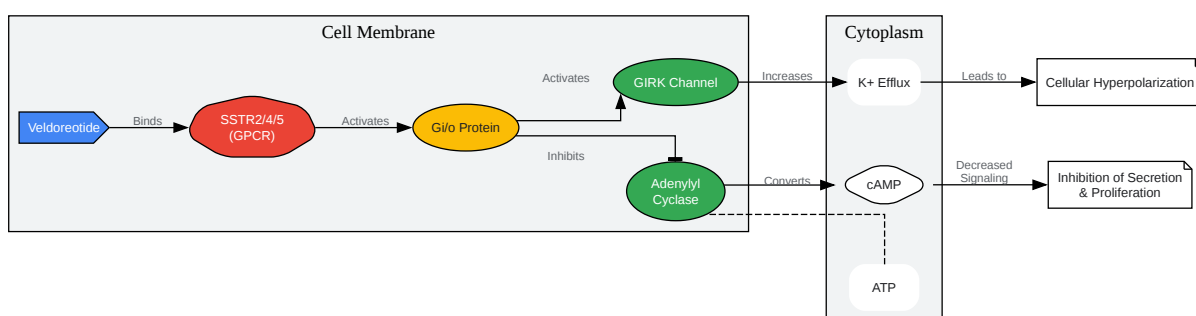 Cell Membrane
Cytoplasm
Veldoreotide
Binds
SSTR2/4/5
(GPCR)
Activates
Gi/o Protein
Activates
GIRK Channel
Increases
K+ Efflux
Leads to
Cellular Hyperpolarization
Inhibits
Adenylyl
Cyclase
Converts
cAMP
Decreased
Signaling
Inhibition of Secretion
& Proliferation
ATP